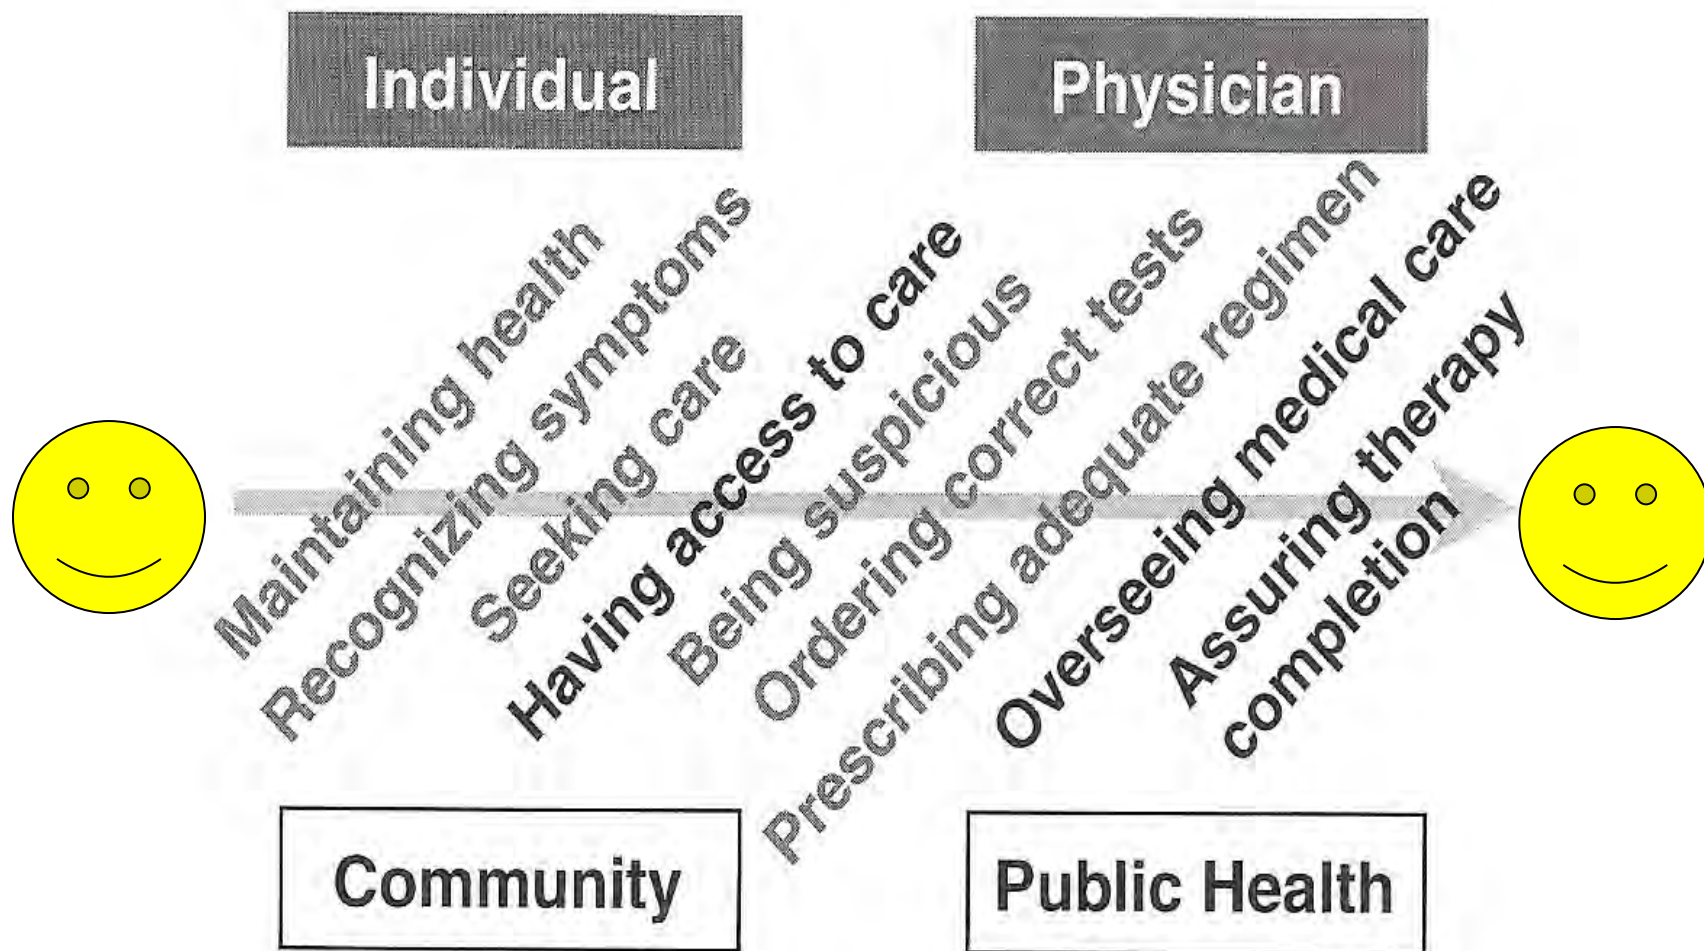 Individual
Physician
Maintaining health
Recognizing symptoms
Seeking care
Having access to care
Being suspicious
Ordering correct tests
Prescribing adequate regimen
Overseeing medical care
Assuring therapy
completion
Community
Public Health